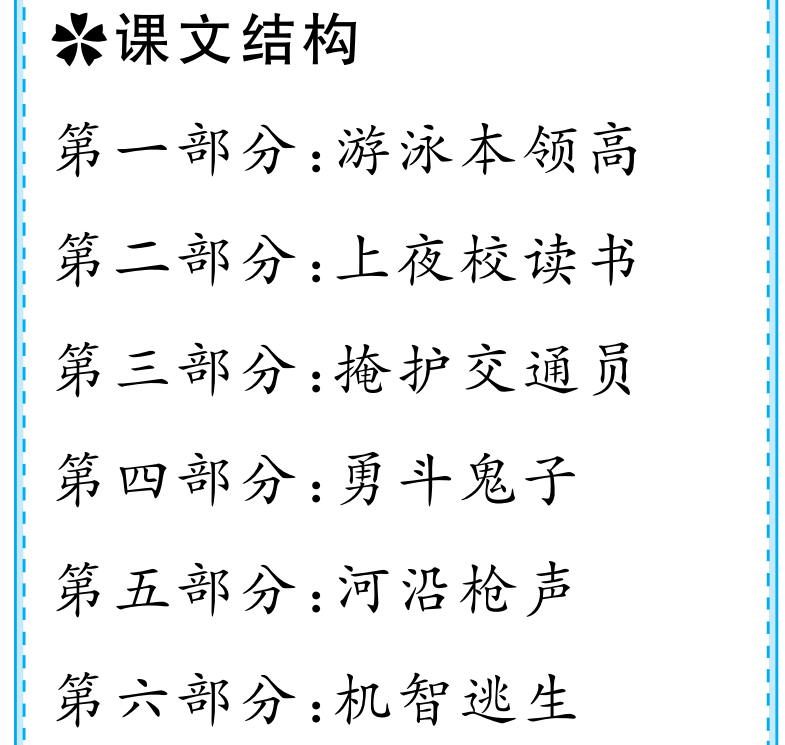 课文结构
第一部分:游泳本领高
第二部分:上夜校读书
第三部分:掩护交通员
第四部分:勇斗鬼子
第五部分:河沿枪声
第六部分:机智逃生